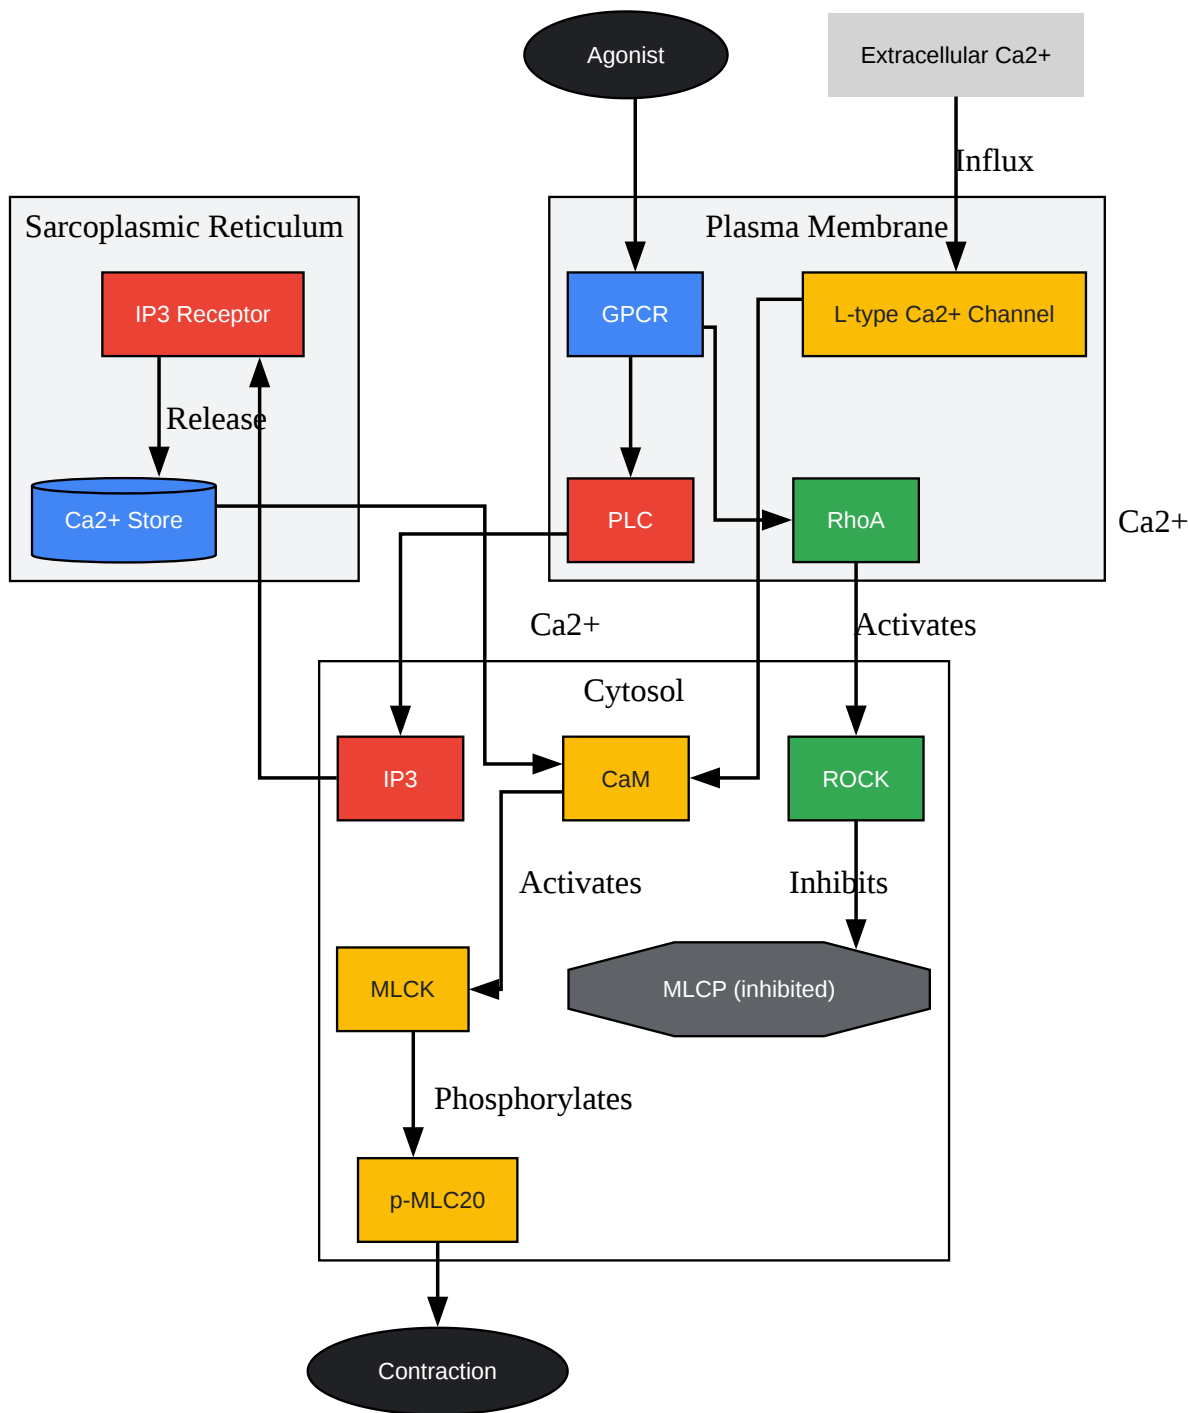 Agonist
Extracellular Ca2+
Influx
Sarcoplasmic Reticulum
Plasma Membrane
IP3 Receptor
GPCR
L-type Ca2+ Channel
Release
Ca2+ Store
PLC
RhoA
Ca2+
Ca2+
Activates
Cytosol
IP3
CaM
ROCK
Activates
Inhibits
MLCK
MLCP (inhibited)
Phosphorylates
p-MLC20
Contraction